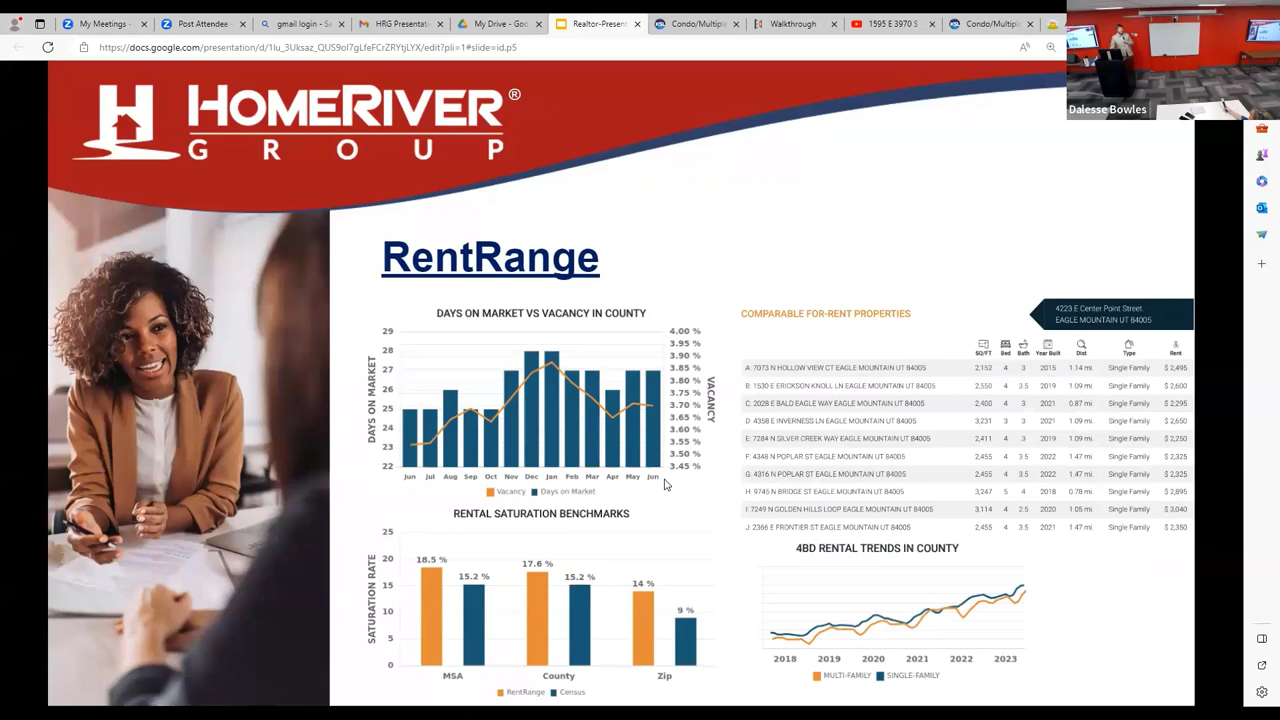 My Meetings -
Post Attendee -
gmail login - Se
HRG Presentati
My Drive - Goo
Realtor-Present
Condo/Multiple
Walkthrough
1595 E 3970 S
Condo/Multiple
https://docs.google.com/presentation/d/1Iu_3Uksaz_QUS9oI7gLfeFCrZRYtjLYX/edit?pli=1#slide=id.p5
Dalesse Bowles
HOMERIVER®
GROUP
RentRange
DAYS ON MARKET VS VACANCY IN COUNTY
DAYS ON MARKET
29
28
27
26
25
24
23
22
4.00 %
3.95 %
3.90 %
3.85 %
3.80 %
3.75 %
3.70 %
3.65 %
3.60 %
3.55 %
3.50 %
3.45 %
VACANCY
Jun Jul Aug Sep Oct Nov Dec Jan Feb Mar Apr May Jun
Vacancy Days on Market
RENTAL SATURATION BENCHMARKS
SATURATION RATE
25
20
15
10
5
0
18.5 % 15.2 % 17.6 % 15.2 % 14 % 9 %
MSA County Zip
RentRange Census
COMPARABLE FOR-RENT PROPERTIES
4223 E Center Point Street.
EAGLE MOUNTAIN UT 84005
SQ/FT Bed Bath Year Built Dist Type Rent
A: 7073 N HOLLOW VIEW CT EAGLE MOUNTAIN UT 84005 2,152 4 3 2015 1.14 mi. Single Family $ 2,495
B: 1530 E ERICKSON KNOLL LN EAGLE MOUNTAIN UT 84005 2,550 4 3.5 2019 1.09 mi. Single Family $ 2,600
C: 2028 E BALD EAGLE WAY EAGLE MOUNTAIN UT 84005 2,400 4 3 2021 0.87 mi. Single Family $ 2,295
D: 4358 E INVERNESS LN EAGLE MOUNTAIN UT 84005 3,231 3 3 2021 1.09 mi. Single Family $ 2,650
E: 7284 N SILVER CREEK WAY EAGLE MOUNTAIN UT 84005 2,411 4 3 2019 1.09 mi. Single Family $ 2,250
F: 4348 N POPLAR ST EAGLE MOUNTAIN UT 84005 2,455 4 3.5 2022 1.47 mi. Single Family $ 2,325
G: 4316 N POPLAR ST EAGLE MOUNTAIN UT 84005 2,455 4 3.5 2022 1.47 mi. Single Family $ 2,325
H: 9745 N BRIDGE ST EAGLE MOUNTAIN UT 84005 3,247 5 4 2018 0.78 mi. Single Family $ 2,895
I: 7249 N GOLDEN HILLS LOOP EAGLE MOUNTAIN UT 84005 3,114 4 2.5 2020 1.05 mi. Single Family $ 3,040
J: 2366 E FRONTIER ST EAGLE MOUNTAIN UT 84005 2,455 4 3.5 2021 1.47 mi. Single Family $ 2,350
4BD RENTAL TRENDS IN COUNTY
2018 2019 2020 2021 2022 2023
MULTI-FAMILY SINGLE-FAMILY